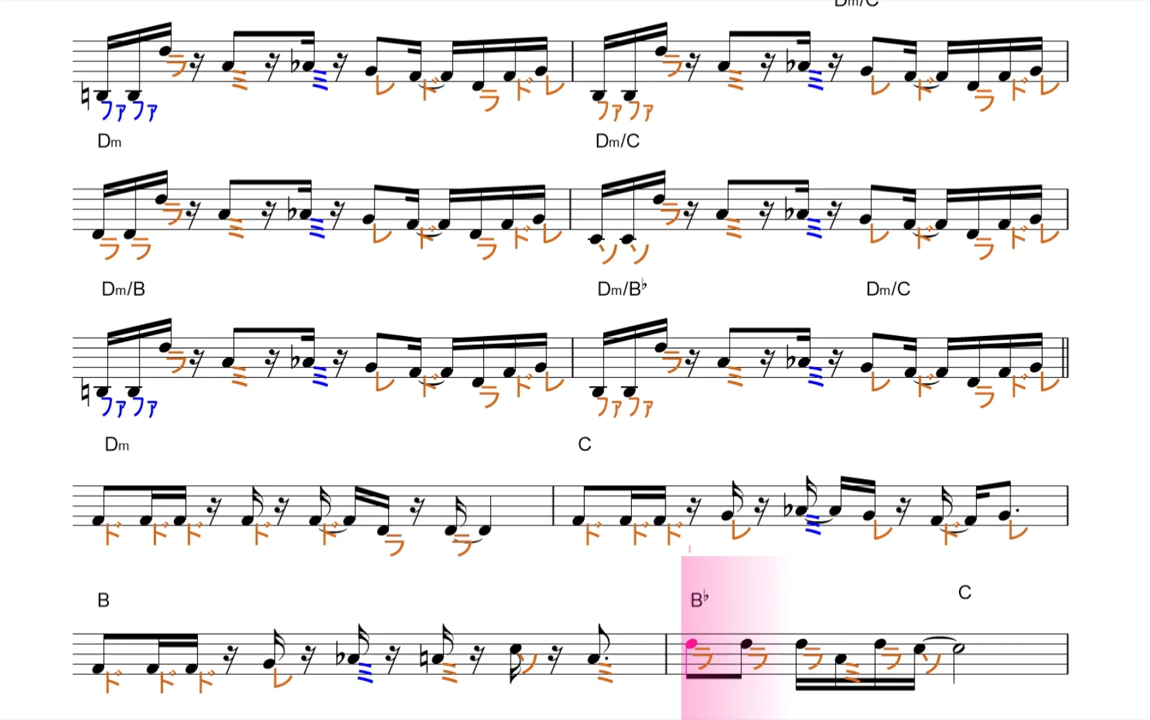 Dm/C
ラ ミ ミ レ ド ラ ド レ ラ ミ ミ レ ド ラ ド レ
ファ ファ ファ ファ
Dm Dm/C
ラ ラ ラ ミ ミ レ ド ラ ド レ ソ ソ ラ ミ ミ レ ド ラ ド レ
Dm/B Dm/B♭ Dm/C
ラ ミ ミ レ ド ラ ド レ ラ ミ ミ レ ド ラ ド レ
ファ ファ ファ ファ
Dm C
ド ド ド ド ド ラ ラ ド ド ド レ ミ レ ド レ
B B♭ C
ド ド ド レ ミ ミ ソ ミ ラ ラ ラ ミ ラ ソ